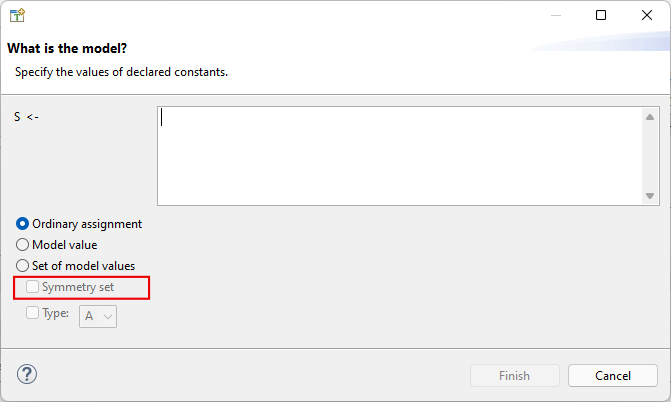 What is the model?
Specify the values of declared constants.
S <-
Ordinary assignment
Model value
Set of model values
Symmetry set
Type: A
? Finish Cancel